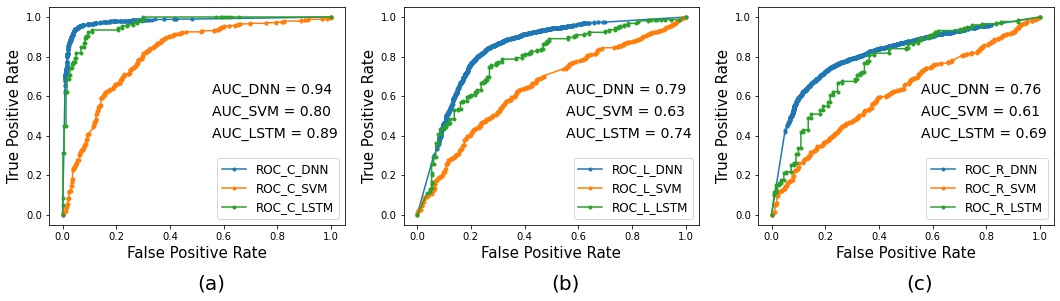 1.0
0.8
0.6
0.4
0.2
0.0
True Positive Rate
AUC_DNN = 0.94
AUC_SVM = 0.80
AUC_LSTM = 0.89
ROC_C_DNN
ROC_C_SVM
ROC_C_LSTM
0.0 0.2 0.4 0.6 0.8 1.0
False Positive Rate
(a)
1.0
0.8
0.6
0.4
0.2
0.0
True Positive Rate
AUC_DNN = 0.79
AUC_SVM = 0.63
AUC_LSTM = 0.74
ROC_L_DNN
ROC_L_SVM
ROC_L_LSTM
0.0 0.2 0.4 0.6 0.8 1.0
False Positive Rate
(b)
1.0
0.8
0.6
0.4
0.2
0.0
True Positive Rate
AUC_DNN = 0.76
AUC_SVM = 0.61
AUC_LSTM = 0.69
ROC_R_DNN
ROC_R_SVM
ROC_R_LSTM
0.0 0.2 0.4 0.6 0.8 1.0
False Positive Rate
(c)